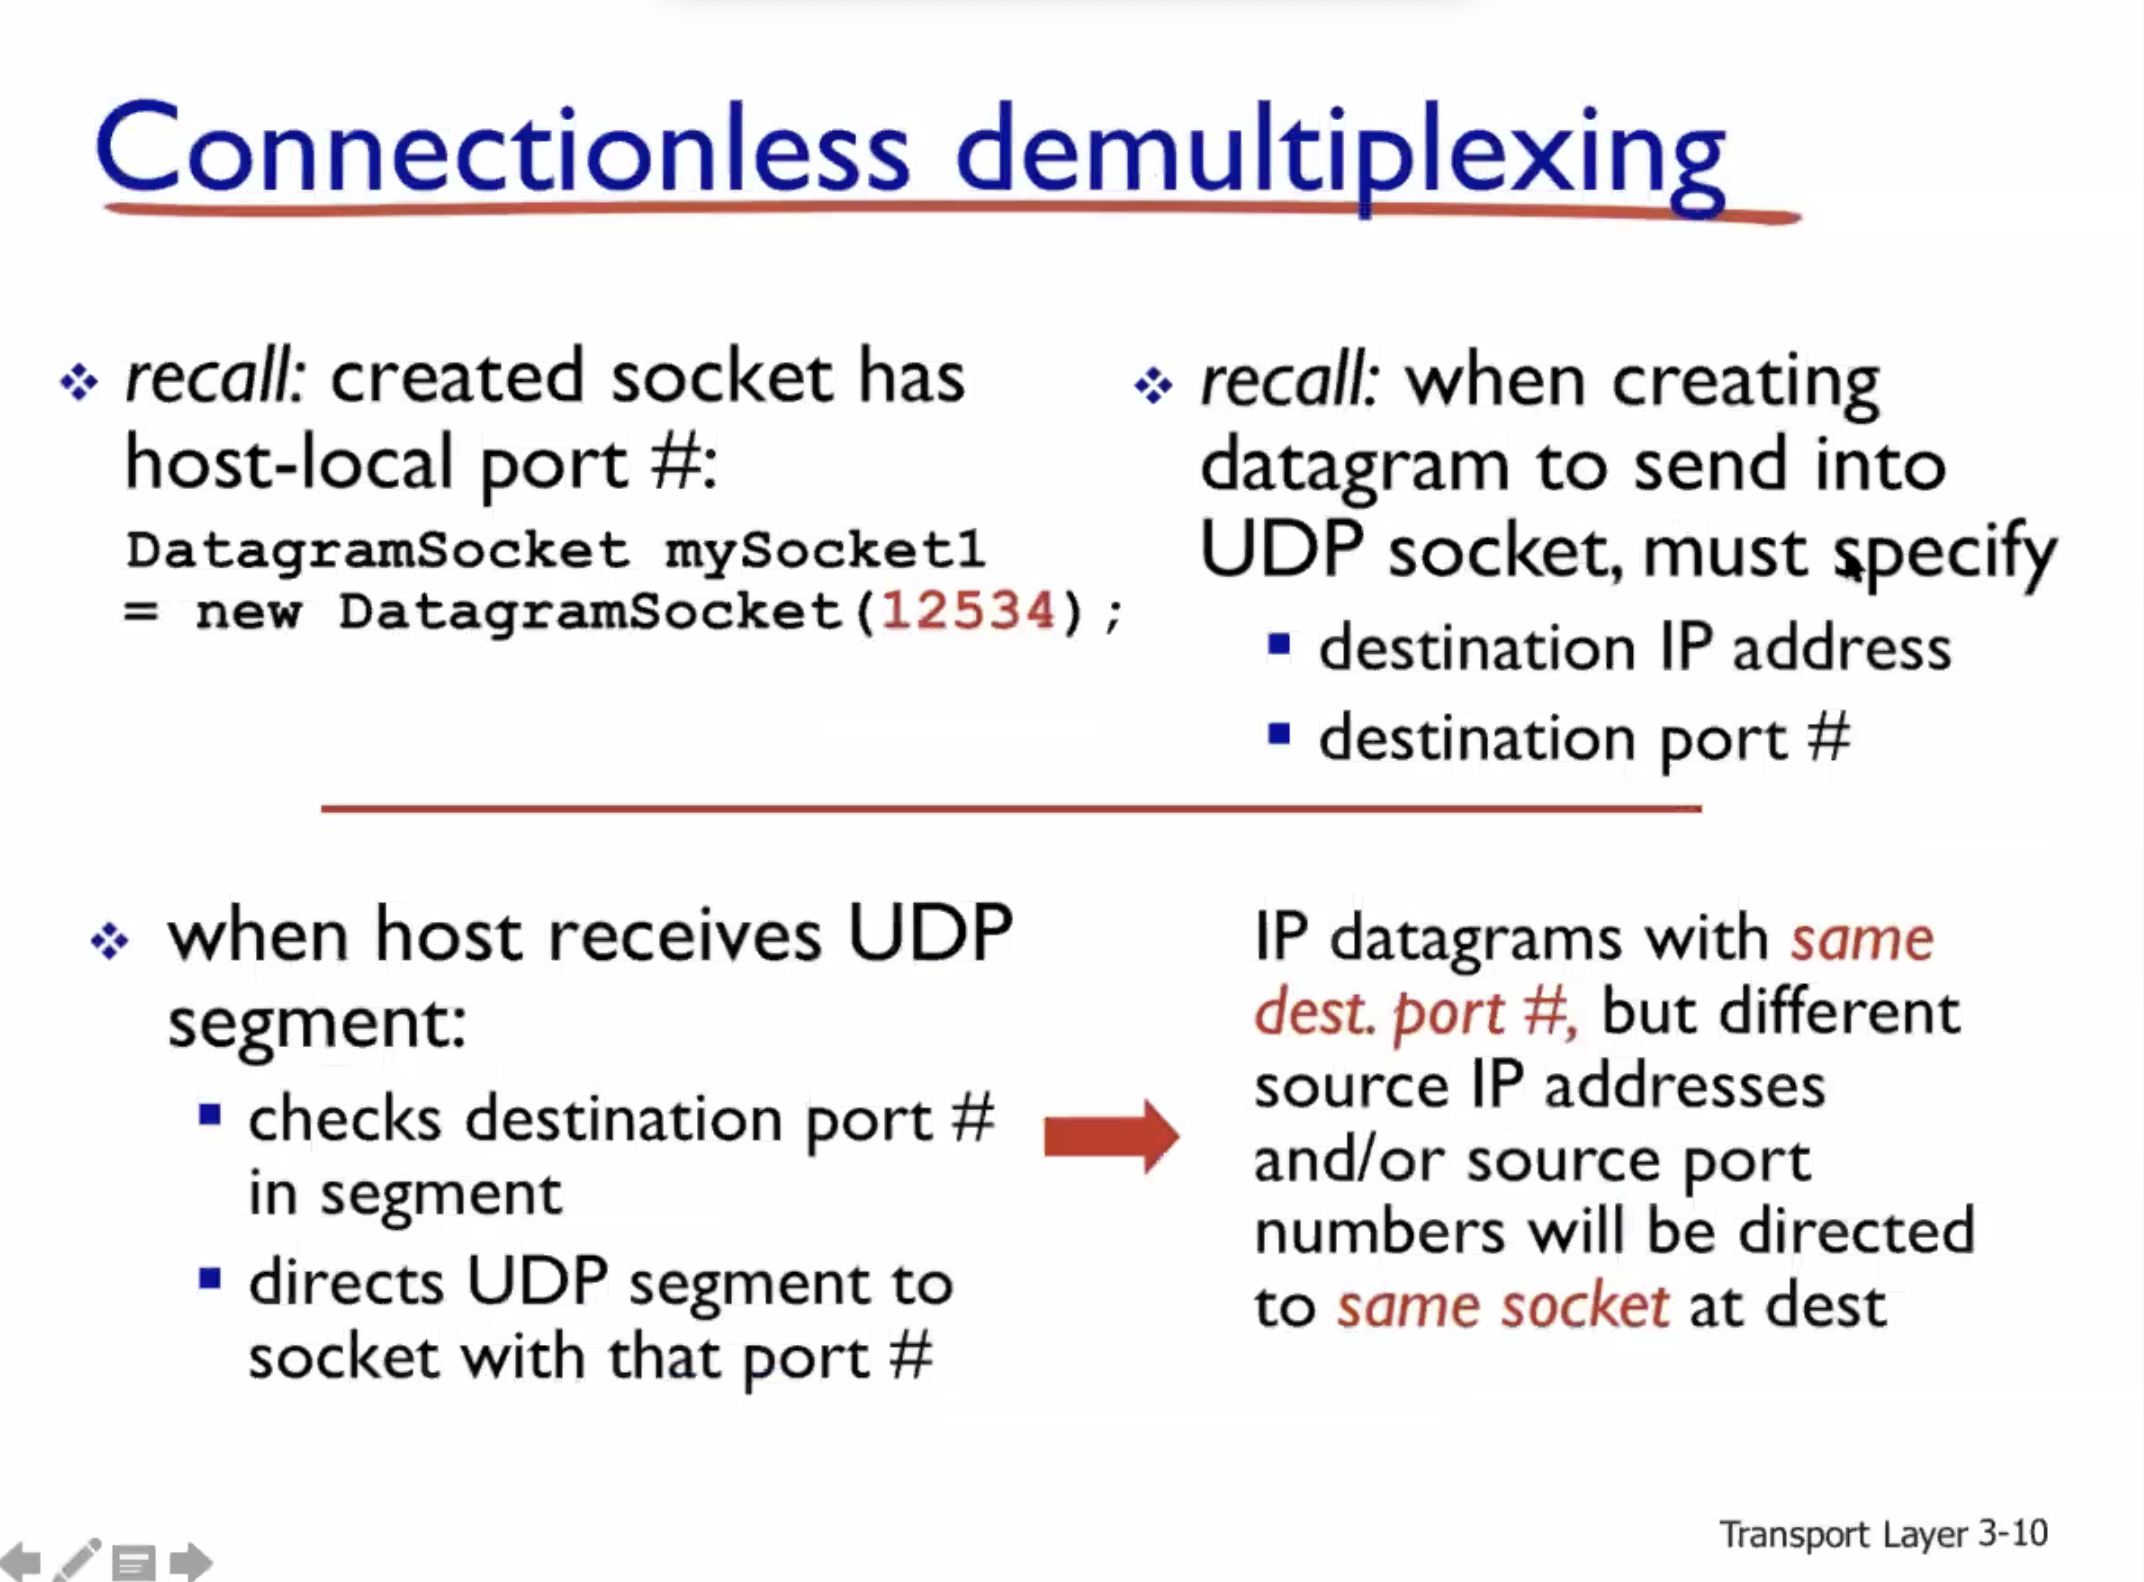 Connectionless demultiplexing
recall: created socket has
host-local port #:
DatagramSocket mySocket1
= new DatagramSocket(12534);
recall: when creating
datagram to send into
UDP socket, must specify
destination IP address
destination port #
when host receives UDP
segment:
checks destination port #
in segment
directs UDP segment to
socket with that port #
IP datagrams with same
dest. port #, but different
source IP addresses
and/or source port
numbers will be directed
to same socket at dest
Transport Layer 3-10